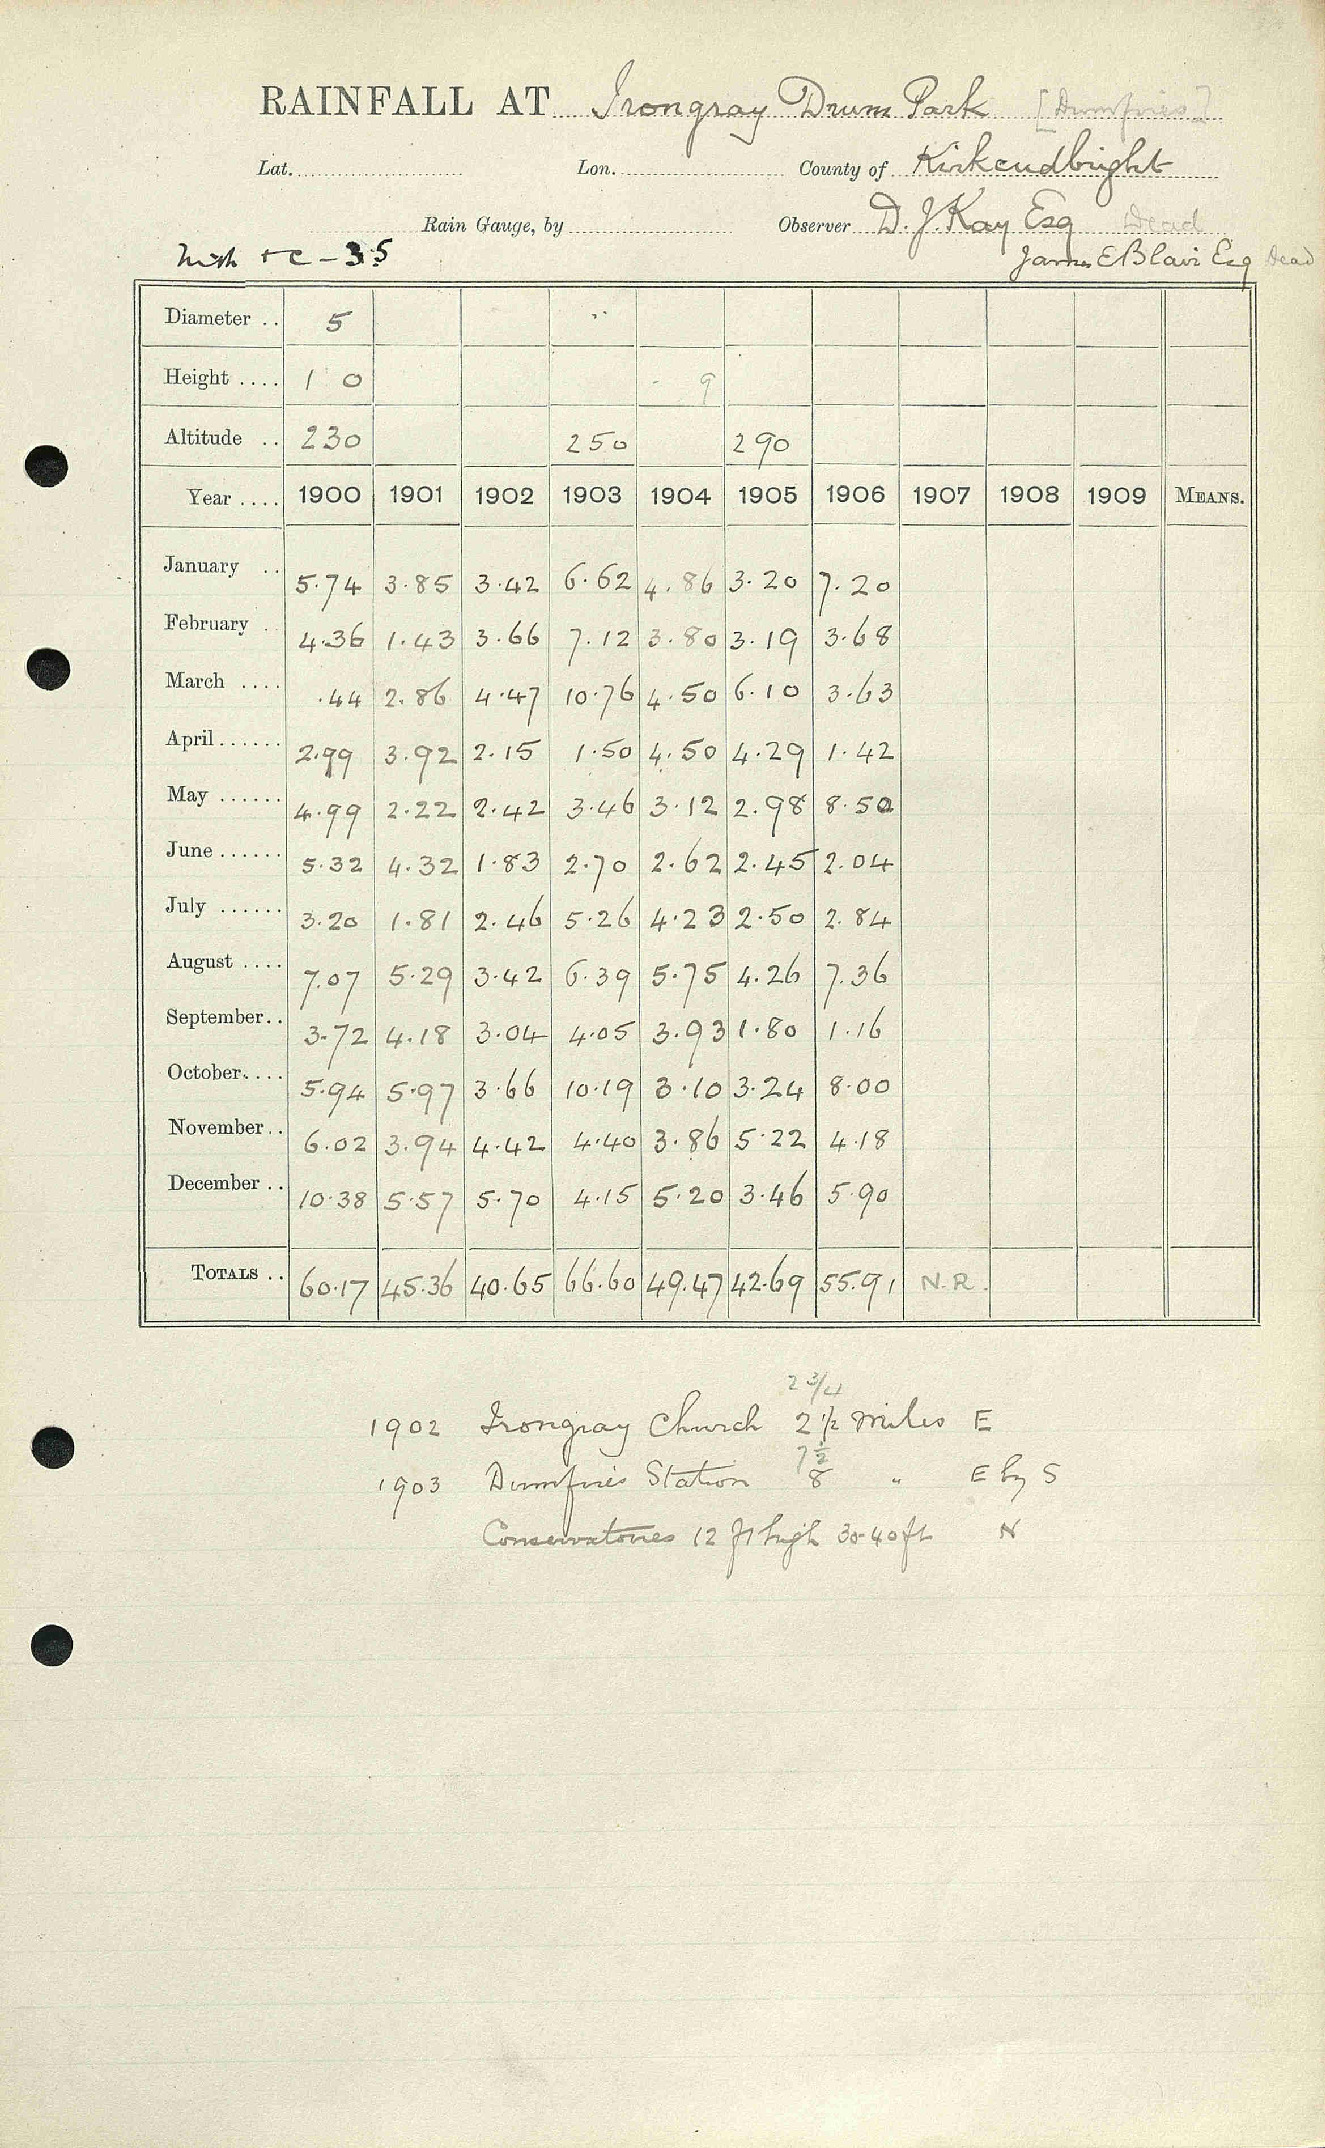 RAINFALL AT Irongray Drum Park [Dumfries]
Lat. Lon. County of Kirkcudbright
Rain Gauge, by Observer D. J. Kay Esq Dead
James E Blair Esq Dead
Diameter .. 5
Height .... 1 0 9
Altitude .. 230 250 290
Year .... 1900 1901 1902 1903 1904 1905 1906 1907 1908 1909 MEANS.
January .. 5.74 3.85 3.42 6.62 4.86 3.20 7.20
February .. 4.36 1.43 3.66 7.12 3.80 3.19 3.68
March .... .44 2.86 4.47 10.76 4.50 6.10 3.63
April ...... 2.99 3.92 2.15 1.50 4.50 4.29 1.42
May ...... 4.99 2.22 2.42 3.46 3.12 2.98 8.50
June ...... 5.32 4.32 1.83 2.70 2.62 2.45 2.04
July ...... 3.20 1.81 2.46 5.26 4.23 2.50 2.84
August .... 7.07 5.29 3.42 6.39 5.75 4.26 7.36
September .. 3.72 4.18 3.04 4.05 3.93 1.80 1.16
October .... 5.94 5.97 3.66 10.19 3.10 3.24 8.00
November .. 6.02 3.94 4.42 4.40 3.86 5.22 4.18
December .. 10.38 5.57 5.70 4.15 5.20 3.46 5.90
TOTALS .. 60.17 45.36 40.65 66.60 49.47 42.69 55.91 N.R.
2 3/4
1902 Irongray Church 2 1/2 miles E
7 1/2
1903 Dumfries Station 8 " E by S
Conservatories 12 ft high 30-40 ft N